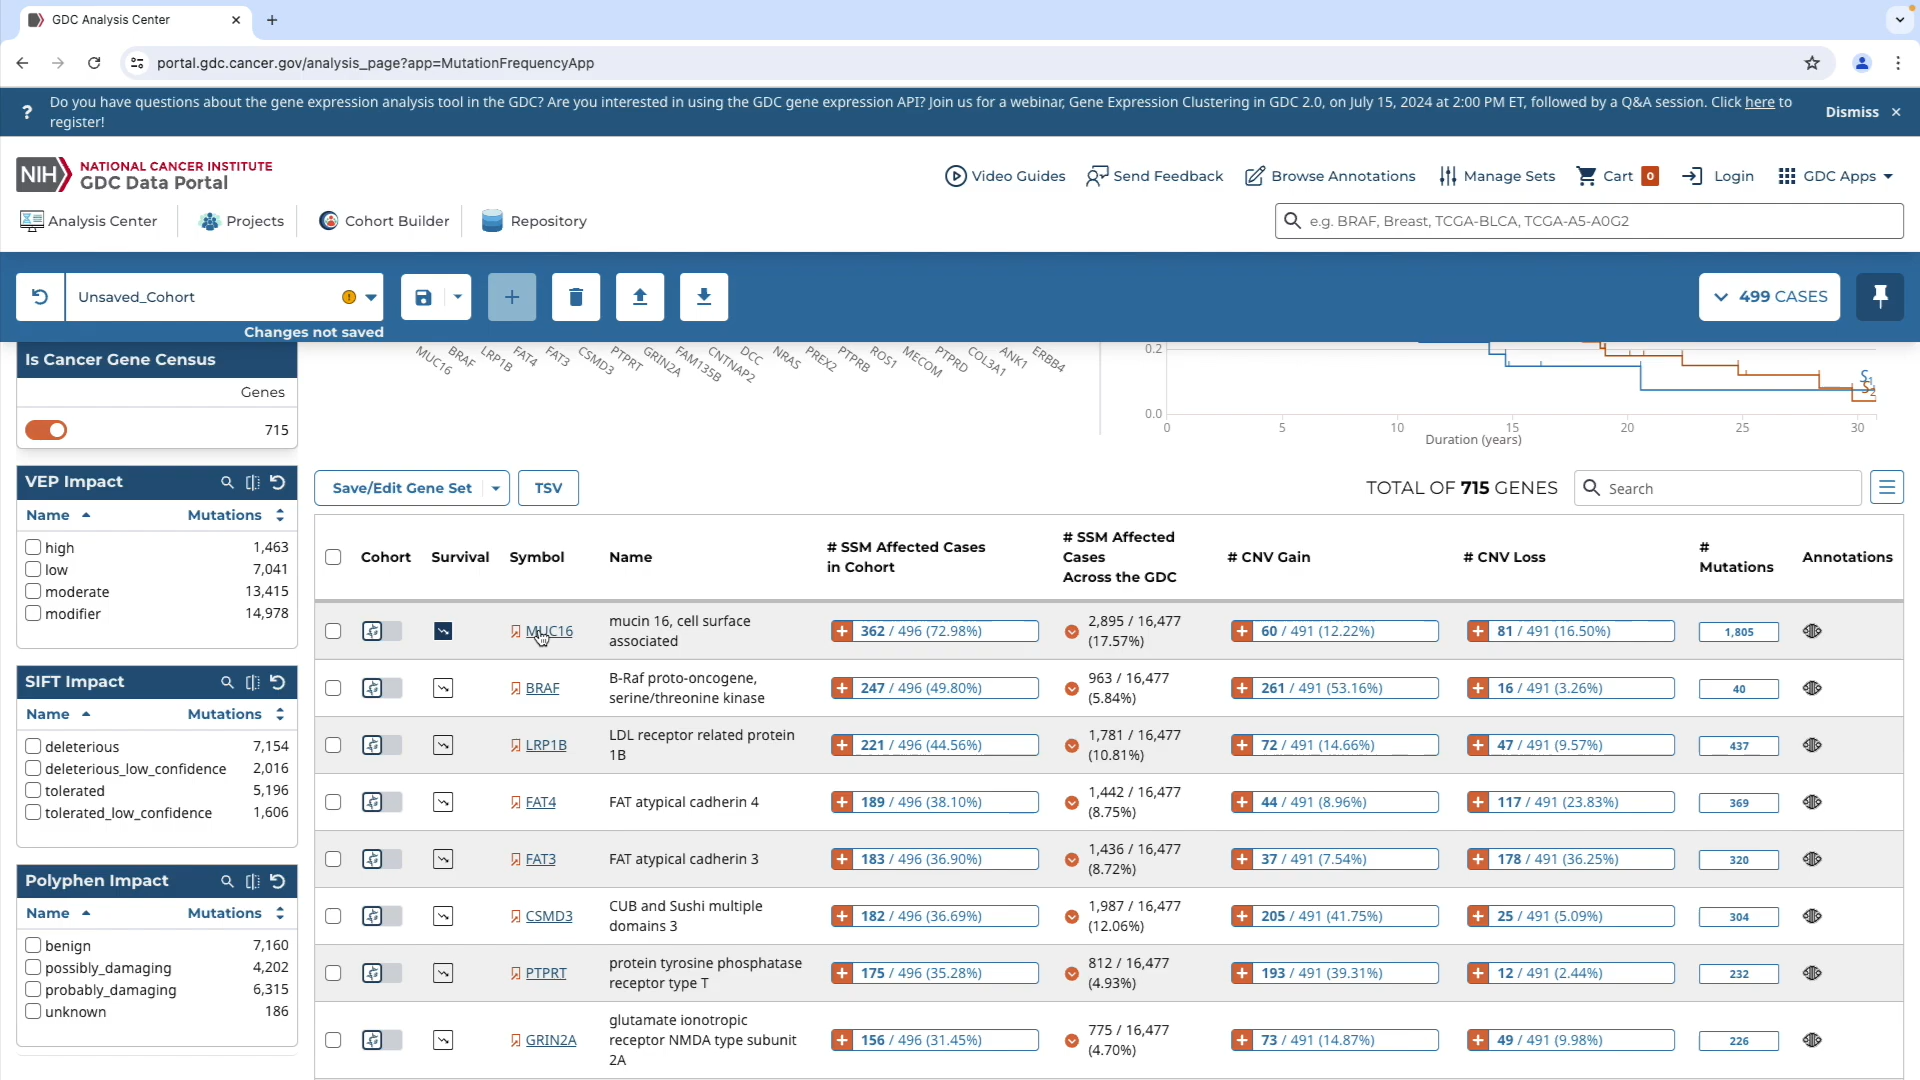 GDC Analysis Center
portal.gdc.cancer.gov/analysis_page?app=MutationFrequencyApp
Do you have questions about the gene expression analysis tool in the GDC? Are you interested in using the GDC gene expression API? Join us for a webinar, Gene Expression Clustering in GDC 2.0, on July 15, 2024 at 2:00 PM ET, followed by a Q&A session. Click here to
register!
Dismiss
NIH
NATIONAL CANCER INSTITUTE
GDC Data Portal
Video Guides
Send Feedback
Browse Annotations
Manage Sets
Cart 0
Login
GDC Apps
Analysis Center
Projects
Cohort Builder
Repository
e.g. BRAF, Breast, TCGA-BLCA, TCGA-A5-A0G2
Unsaved_Cohort
Changes not saved
499 CASES
Is Cancer Gene Census
Genes
715
MUC16
BRAF
LRP1B
FAT4
FAT3
CSMD3
PTPRT
GRIN2A
FAM135B
CNTNAP2
DCC
NRAS
PREX2
PTPRB
ROS1
MECOM
PTPRD
COL3A1
ANK1
ERBB4
0.2
0.0
S1
S2
0 5 10 15 20 25 30
Duration (years)
VEP Impact
Name Mutations
high 1,463
low 7,041
moderate 13,415
modifier 14,978
SIFT Impact
Name Mutations
deleterious 7,154
deleterious_low_confidence 2,016
tolerated 5,196
tolerated_low_confidence 1,606
Polyphen Impact
Name Mutations
benign 7,160
possibly_damaging 4,202
probably_damaging 6,315
unknown 186
Save/Edit Gene Set
TSV
TOTAL OF 715 GENES
Search
Cohort
Survival
Symbol
Name
# SSM Affected Cases
in Cohort
# SSM Affected
Cases
Across the GDC
# CNV Gain
# CNV Loss
#
Mutations
Annotations
MUC16
mucin 16, cell surface
associated
362 / 496 (72.98%)
2,895 / 16,477
(17.57%)
60 / 491 (12.22%)
81 / 491 (16.50%)
1,805
BRAF
B-Raf proto-oncogene,
serine/threonine kinase
247 / 496 (49.80%)
963 / 16,477
(5.84%)
261 / 491 (53.16%)
16 / 491 (3.26%)
40
LRP1B
LDL receptor related protein
1B
221 / 496 (44.56%)
1,781 / 16,477
(10.81%)
72 / 491 (14.66%)
47 / 491 (9.57%)
437
FAT4
FAT atypical cadherin 4
189 / 496 (38.10%)
1,442 / 16,477
(8.75%)
44 / 491 (8.96%)
117 / 491 (23.83%)
369
FAT3
FAT atypical cadherin 3
183 / 496 (36.90%)
1,436 / 16,477
(8.72%)
37 / 491 (7.54%)
178 / 491 (36.25%)
320
CSMD3
CUB and Sushi multiple
domains 3
182 / 496 (36.69%)
1,987 / 16,477
(12.06%)
205 / 491 (41.75%)
25 / 491 (5.09%)
304
PTPRT
protein tyrosine phosphatase
receptor type T
175 / 496 (35.28%)
812 / 16,477
(4.93%)
193 / 491 (39.31%)
12 / 491 (2.44%)
232
GRIN2A
glutamate ionotropic
receptor NMDA type subunit
2A
156 / 496 (31.45%)
775 / 16,477
(4.70%)
73 / 491 (14.87%)
49 / 491 (9.98%)
226